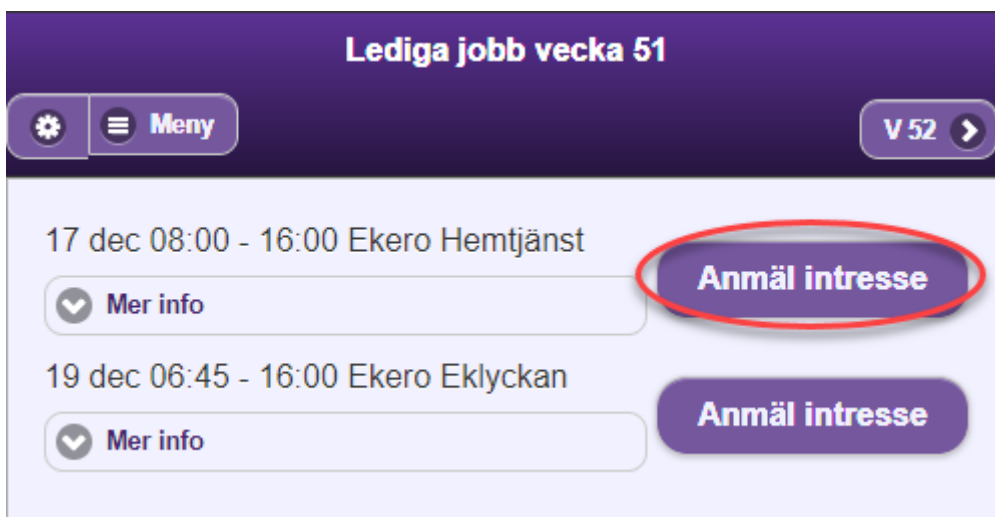 Lediga jobb vecka 51
Meny
V 52
17 dec 08:00 - 16:00 Ekero Hemtjänst
Anmäl intresse
Mer info
19 dec 06:45 - 16:00 Ekero Eklyckan
Anmäl intresse
Mer info